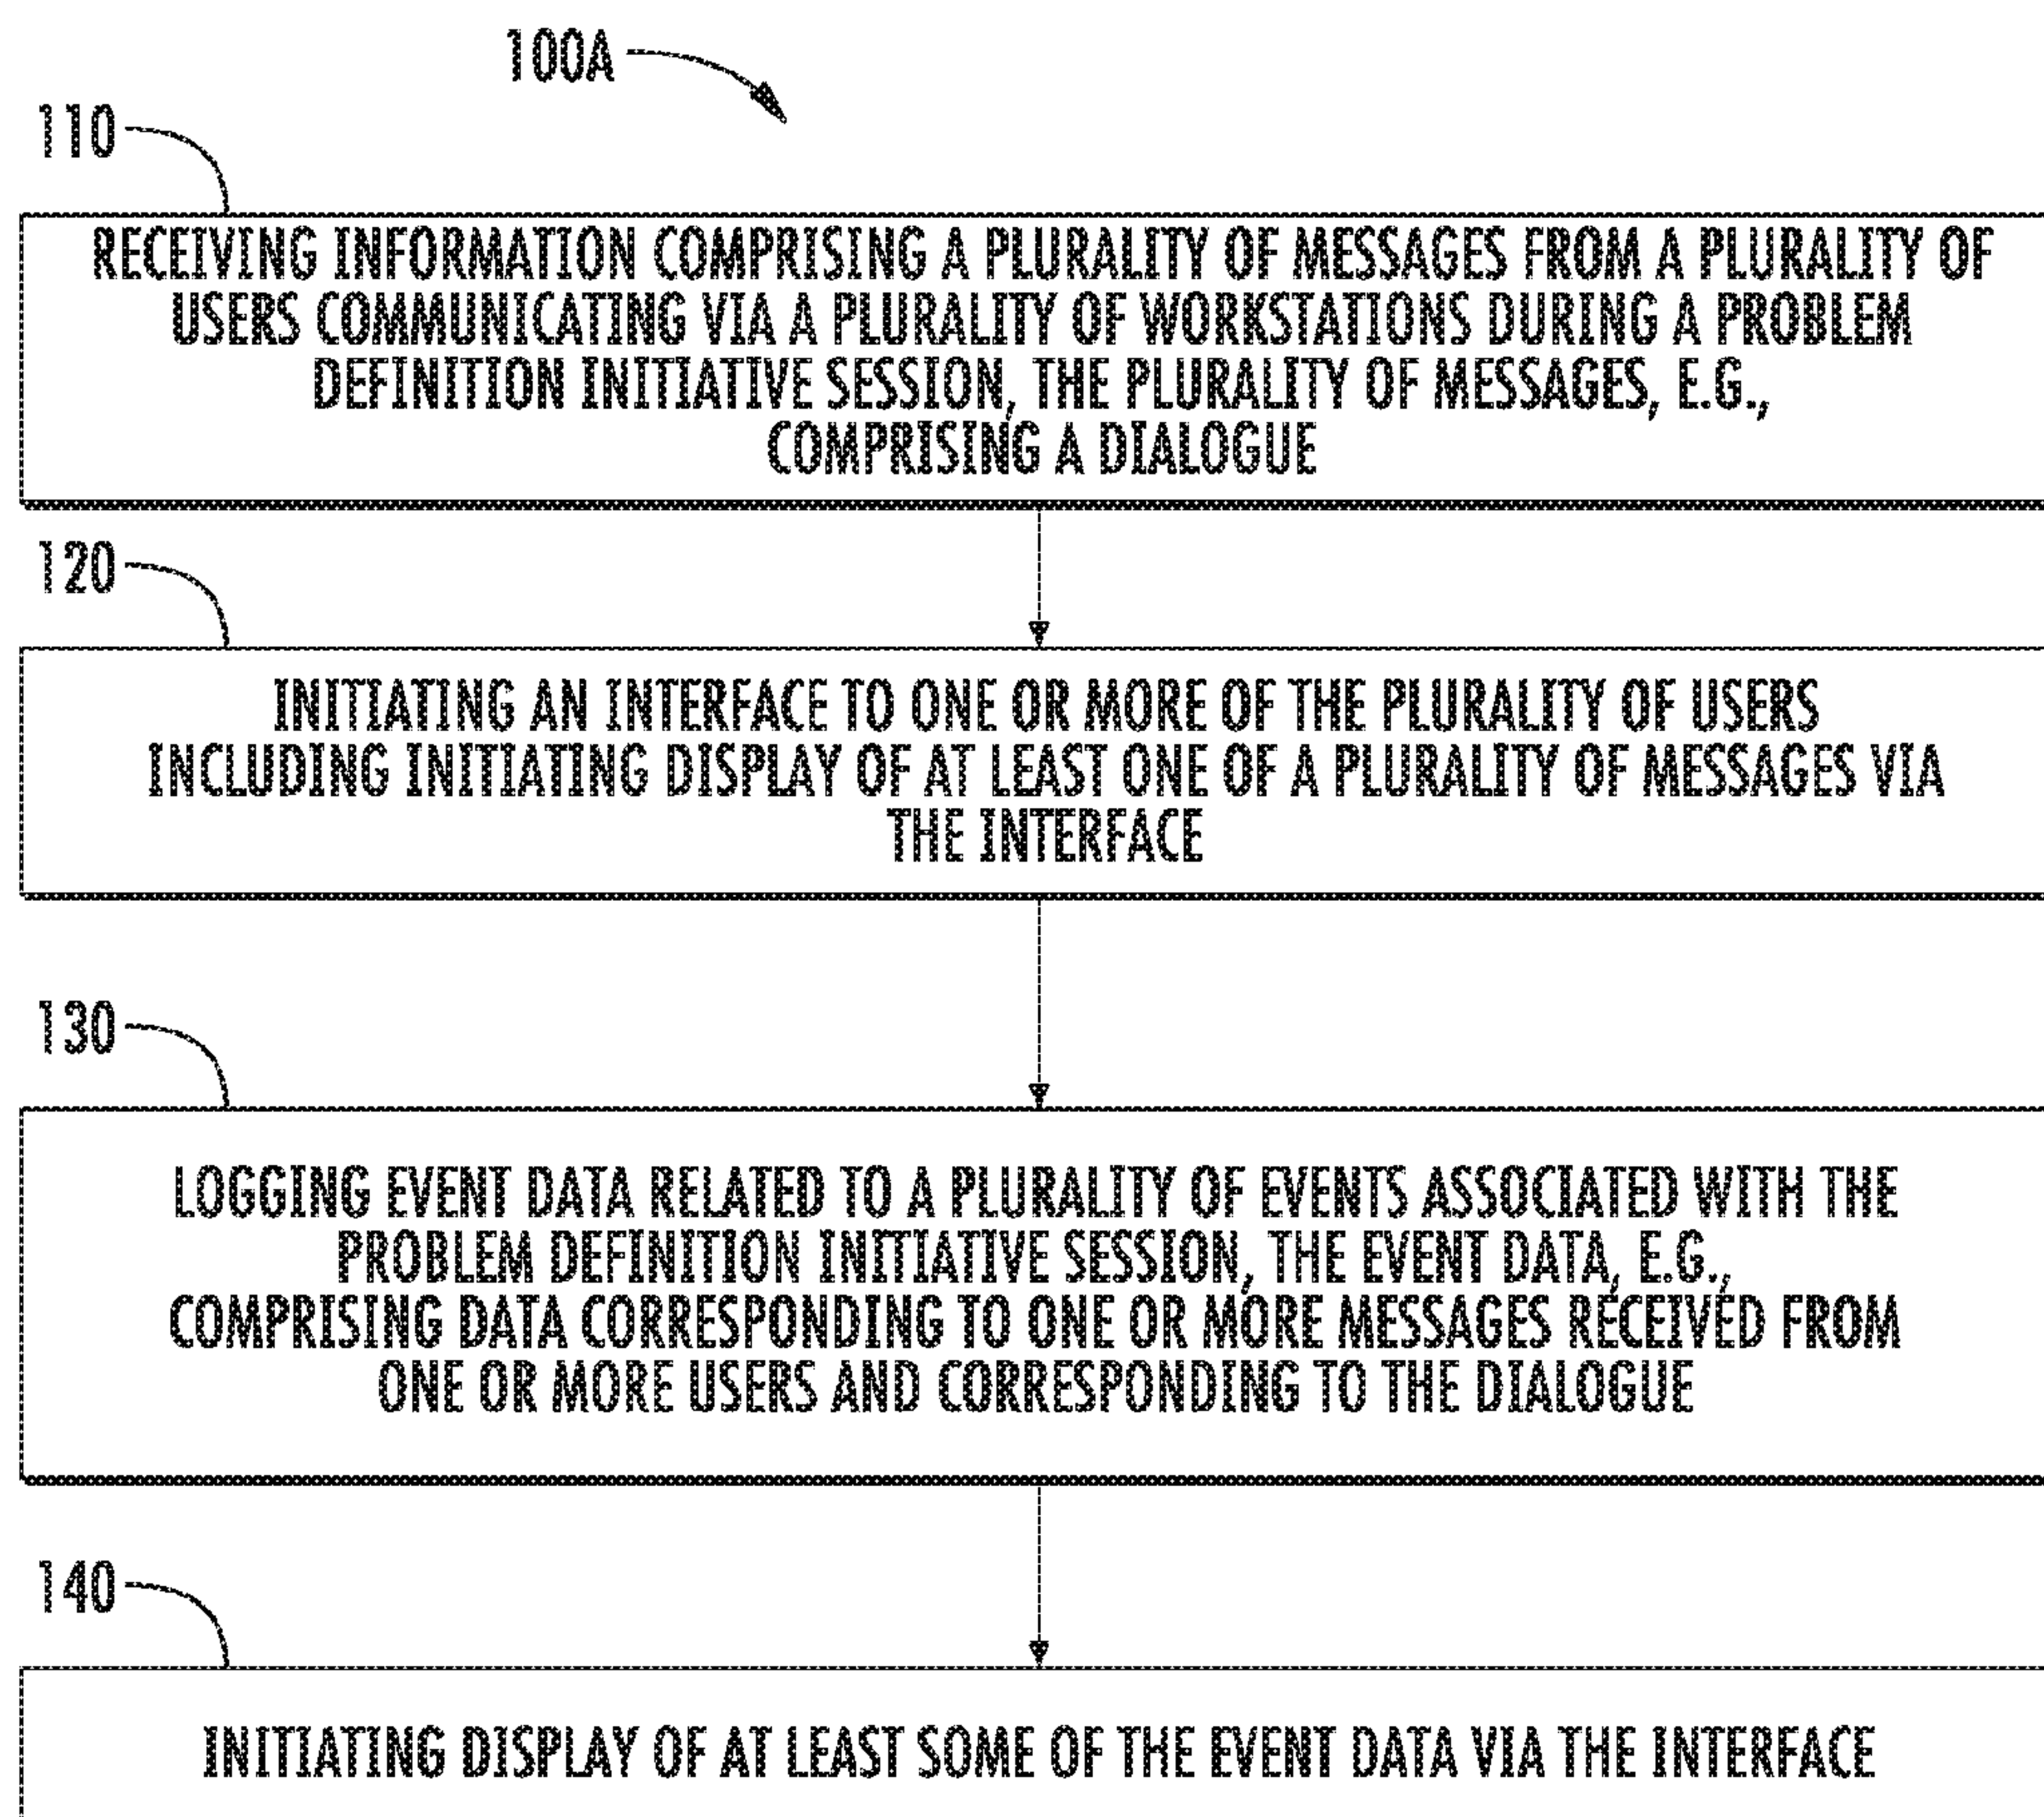 100A
110
RECEIVING INFORMATION COMPRISING A PLURALITY OF MESSAGES FROM A PLURALITY OF
USERS COMMUNICATING VIA A PLURALITY OF WORKSTATIONS DURING A PROBLEM
DEFINITION INITIATIVE SESSION, THE PLURALITY OF MESSAGES, E.G.,
COMPRISING A DIALOGUE
120
INITIATING AN INTERFACE TO ONE OR MORE OF THE PLURALITY OF USERS
INCLUDING INITIATING DISPLAY OF AT LEAST ONE OF A PLURALITY OF MESSAGES VIA
THE INTERFACE
130
LOGGING EVENT DATA RELATED TO A PLURALITY OF EVENTS ASSOCIATED WITH THE
PROBLEM DEFINITION INITIATIVE SESSION, THE EVENT DATA, E.G.,
COMPRISING DATA CORRESPONDING TO ONE OR MORE MESSAGES RECEIVED FROM
ONE OR MORE USERS AND CORRESPONDING TO THE DIALOGUE
140
INITIATING DISPLAY OF AT LEAST SOME OF THE EVENT DATA VIA THE INTERFACE